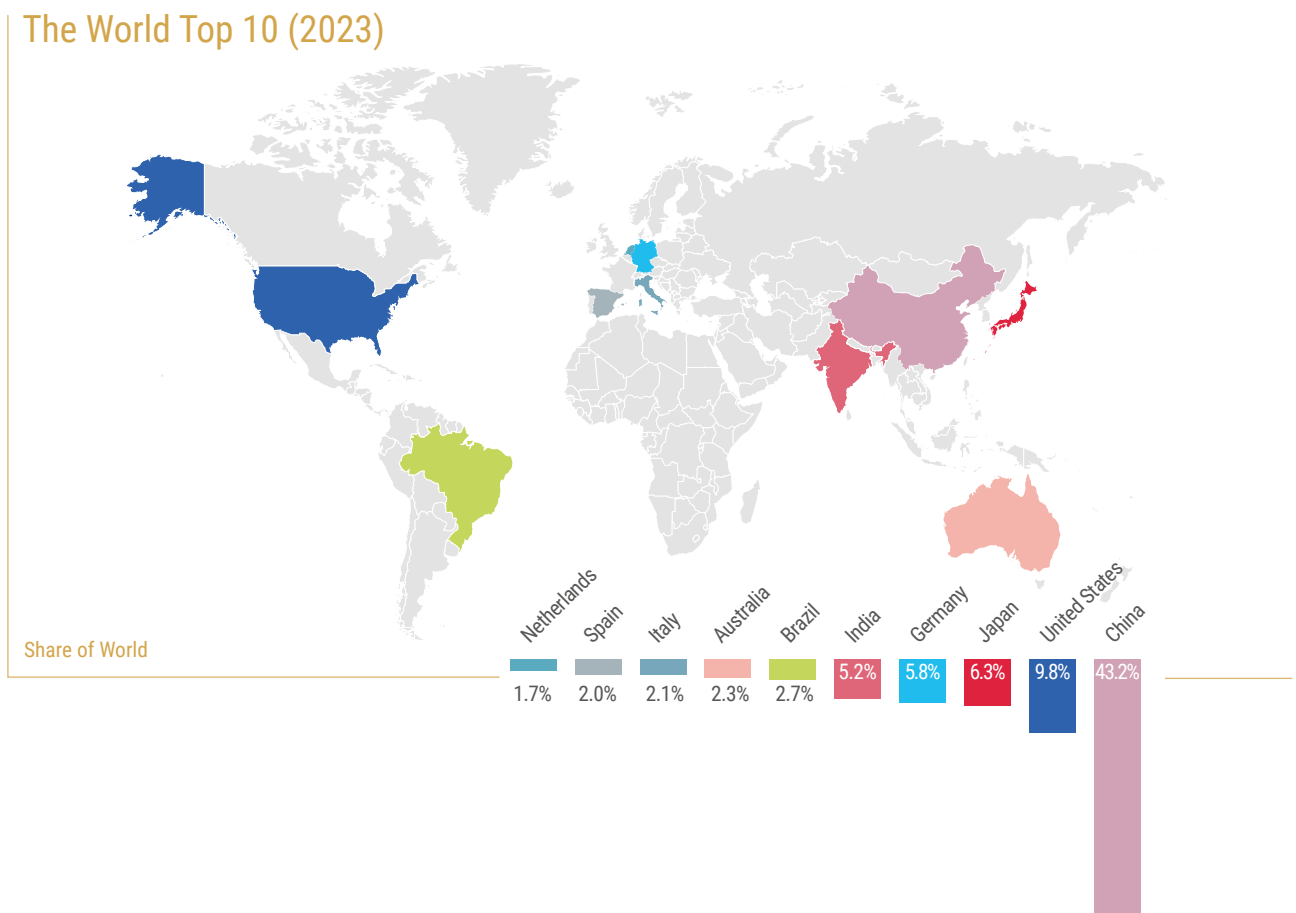 The World Top 10 (2023)
Share of World
Netherlands
Spain
Italy
Australia
Brazil
India
Germany
Japan
United States
China
1.7%
2.0%
2.1%
2.3%
2.7%
5.2%
5.8%
6.3%
9.8%
43.2%